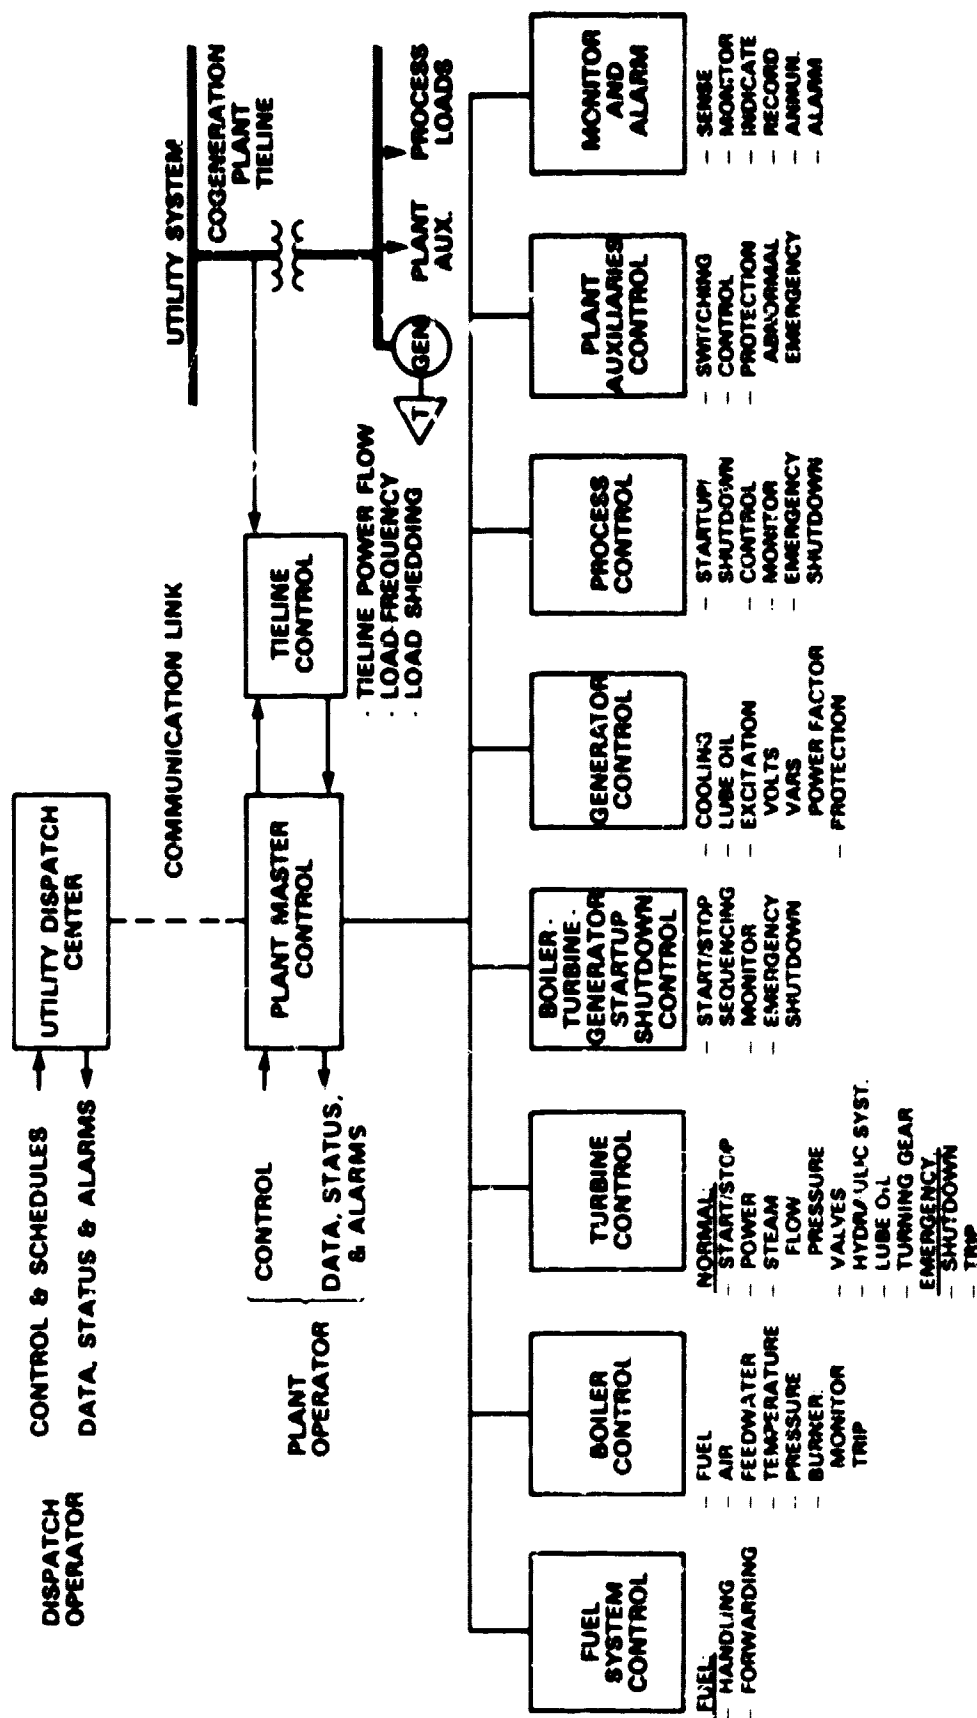 DISPATCH
OPERATOR
CONTROL & SCHEDULES
DATA, STATUS & ALARMS
UTILITY DISPATCH
CENTER
COMMUNICATION LINK
UTILITY SYSTEM
COGENERATION
PLANT
TIELINE
PLANT
OPERATOR
CONTROL
DATA, STATUS,
& ALARMS
PLANT MASTER
CONTROL
TIELINE
CONTROL
· TIELINE POWER FLOW
· LOAD-FREQUENCY
· LOAD SHEDDING
T
GEN
PLANT
AUX.
PROCESS
LOADS
FUEL
SYSTEM
CONTROL
FUEL:
- HANDLING
- FORWARDING
BOILER
CONTROL
- FUEL
- AIR
- FEEDWATER
- TEMPERATURE
- PRESSURE
- BURNER:
MONITOR
TRIP
TURBINE
CONTROL
NORMAL:
- START/STOP
- POWER
- STEAM
FLOW
PRESSURE
- VALVES
- HYDRAULIC SYST.
- LUBE OIL
- TURNING GEAR
EMERGENCY
- SHUTDOWN
- TRIP
BOILER -
TURBINE -
GENERATOR
STARTUP
SHUTDOWN
CONTROL
- START/STOP
SEQUENCING
- MONITOR
- EMERGENCY
SHUTDOWN
GENERATOR
CONTROL
- COOLING
- LUBE OIL
- EXCITATION
VOLTS
VARS
POWER FACTOR
- PROTECTION
PROCESS
CONTROL
- STARTUP/
SHUTDOWN
- CONTROL
- MONITOR
- EMERGENCY
SHUTDOWN
PLANT
AUXILIARIES
CONTROL
- SWITCHING
- CONTROL
- PROTECTION
ABNORMAL
EMERGENCY
MONITOR
AND
ALARM
- SENSE
- MONITOR
- INDICATE
- RECORD
- ANNUN.
- ALARM